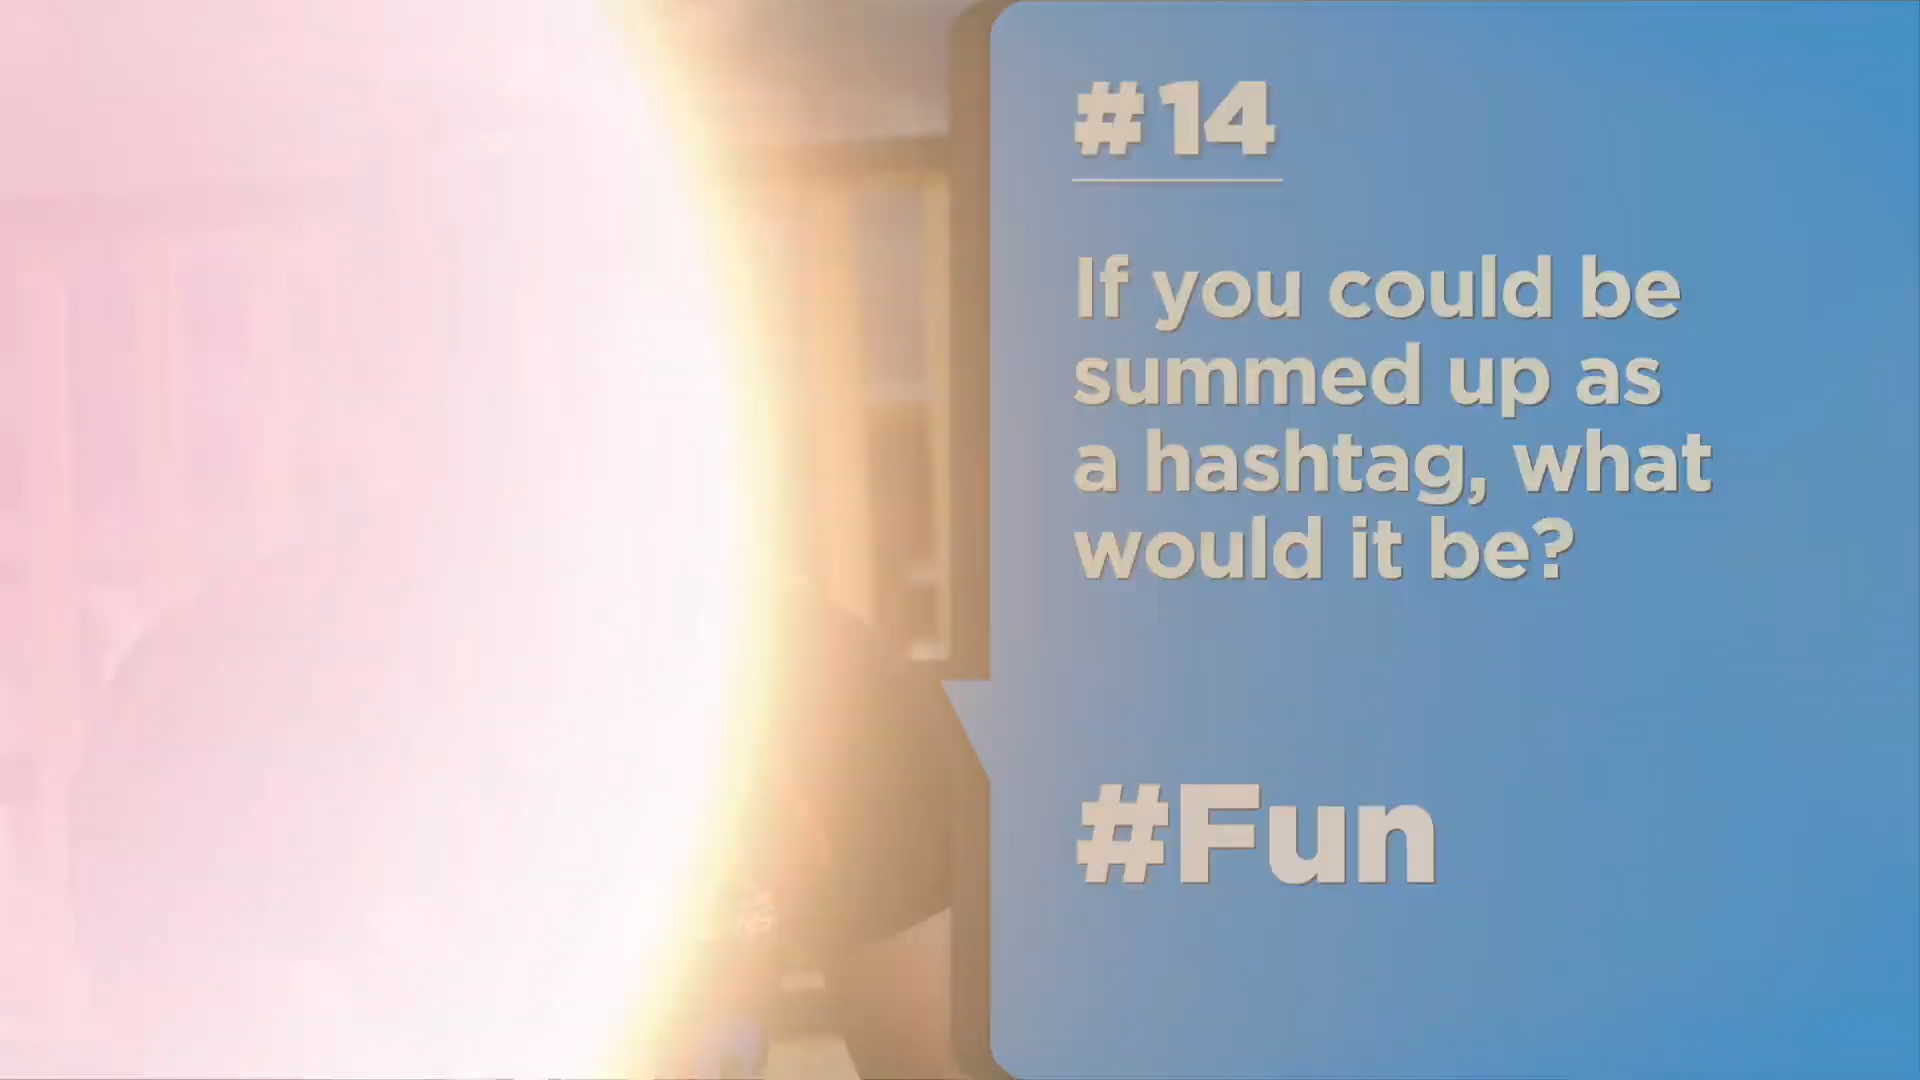 #14
If you could be
summed up as
a hashtag, what
would it be?
#Fun